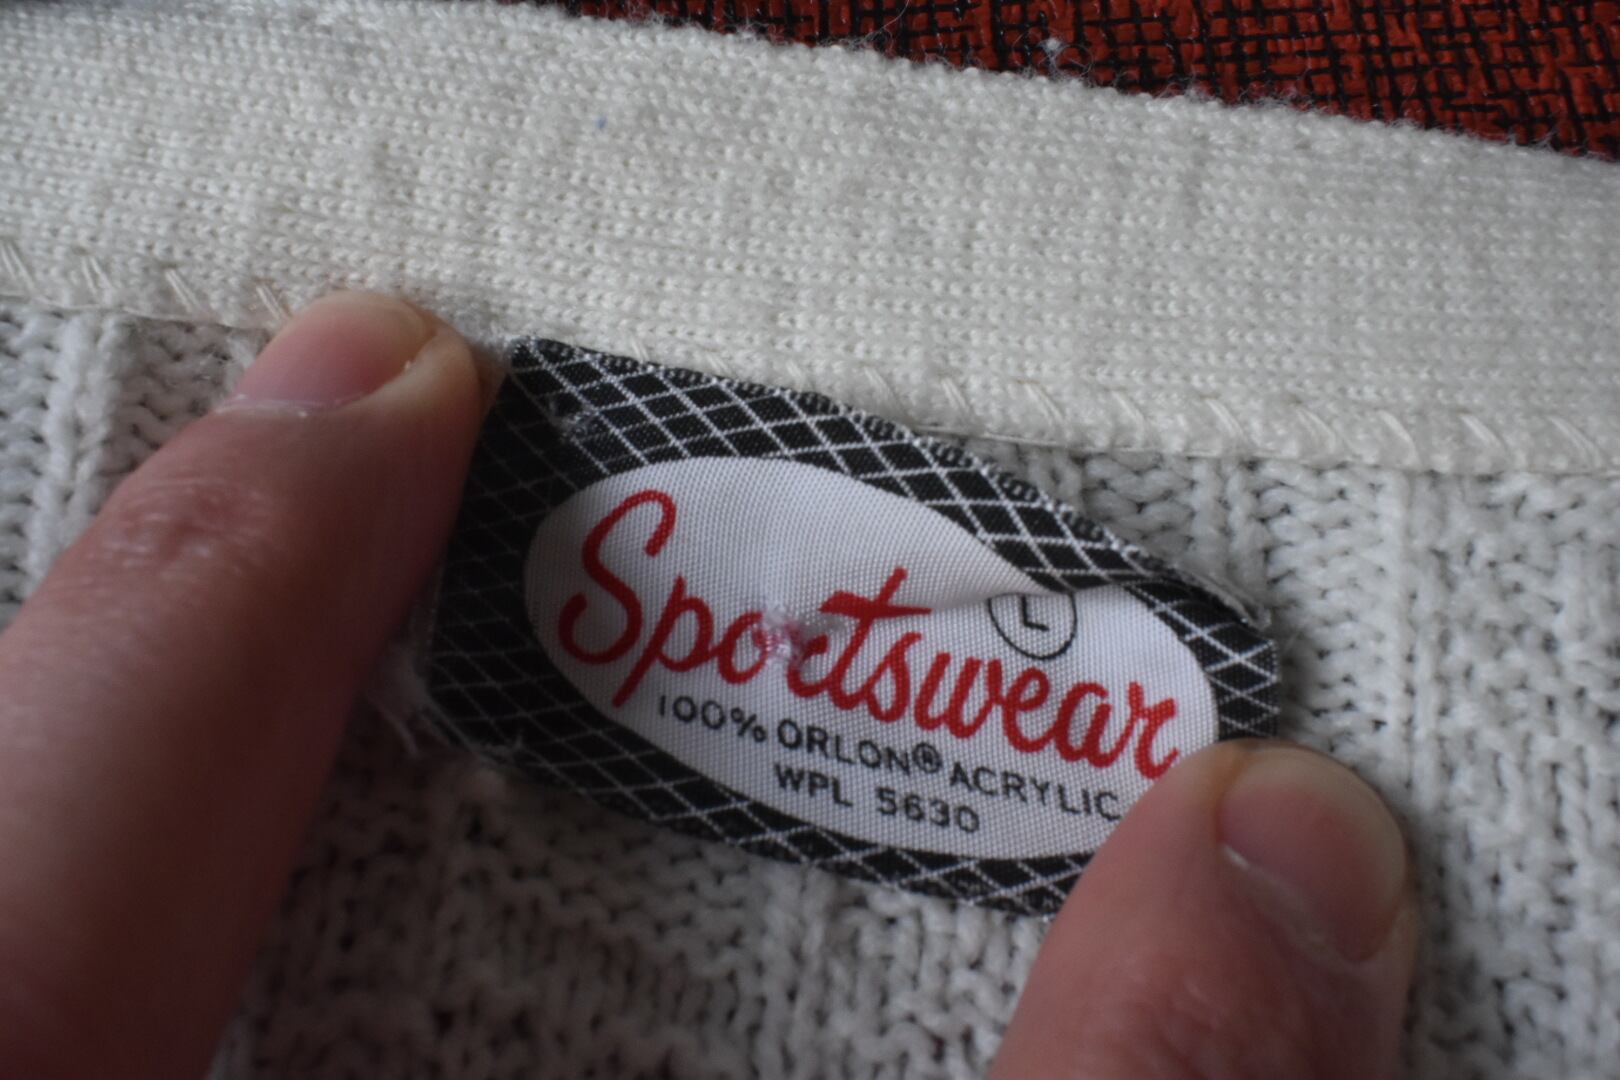 Sportswear
L
100% ORLON® ACRYLIC
WPL 5630